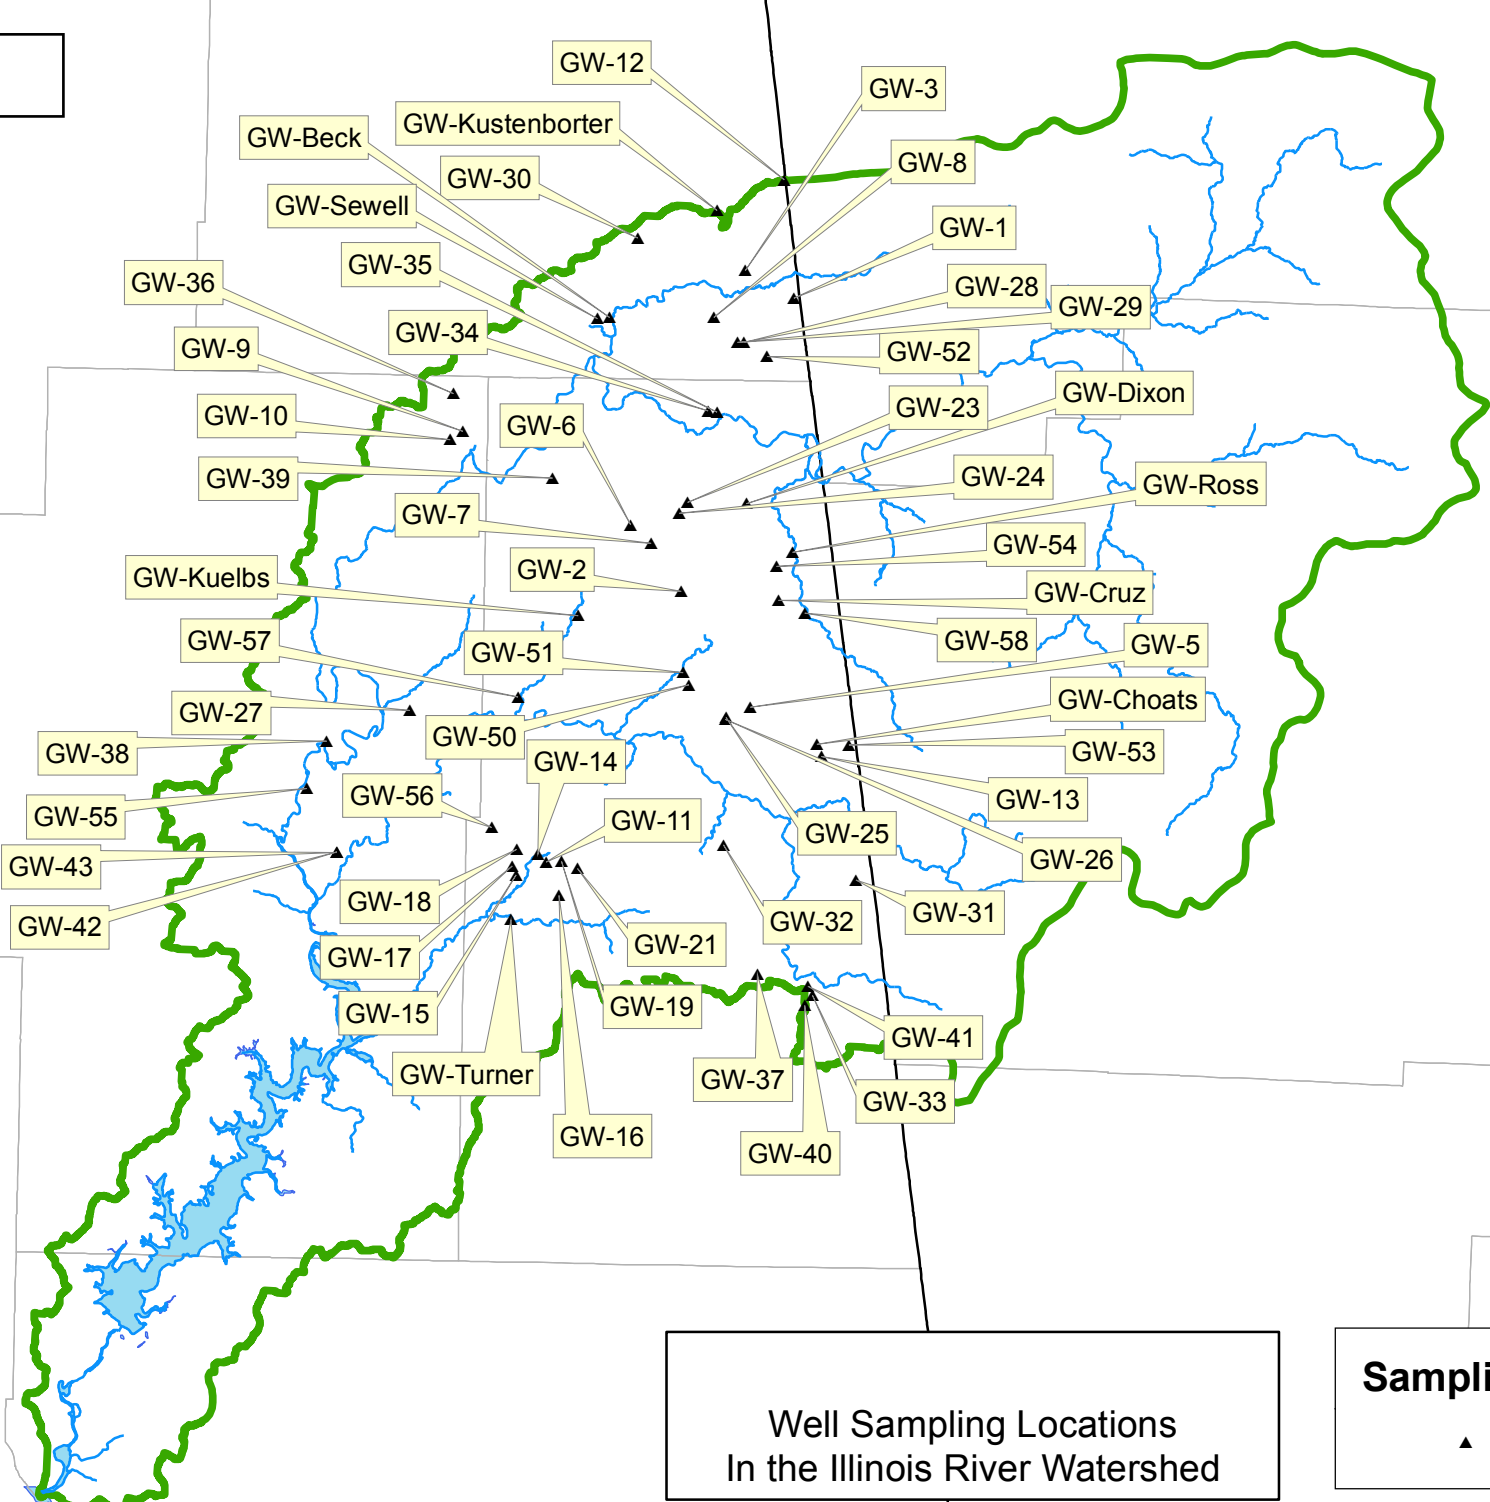 GW-12
GW-3
GW-Kustenborter
GW-Beck
GW-8
GW-30
GW-Sewell
GW-1
GW-35
GW-36
GW-28
GW-29
GW-34
GW-9
GW-52
GW-Dixon
GW-23
GW-10
GW-6
GW-39
GW-24
GW-Ross
GW-7
GW-54
GW-2
GW-Kuelbs
GW-Cruz
GW-57
GW-58
GW-5
GW-51
GW-Choats
GW-27
GW-50
GW-38
GW-53
GW-14
GW-56
GW-13
GW-55
GW-11
GW-25
GW-43
GW-26
GW-18
GW-31
GW-32
GW-42
GW-21
GW-17
GW-19
GW-15
GW-41
GW-Turner
GW-37
GW-33
GW-16
GW-40
Sampli
Well Sampling Locations
In the Illinois River Watershed